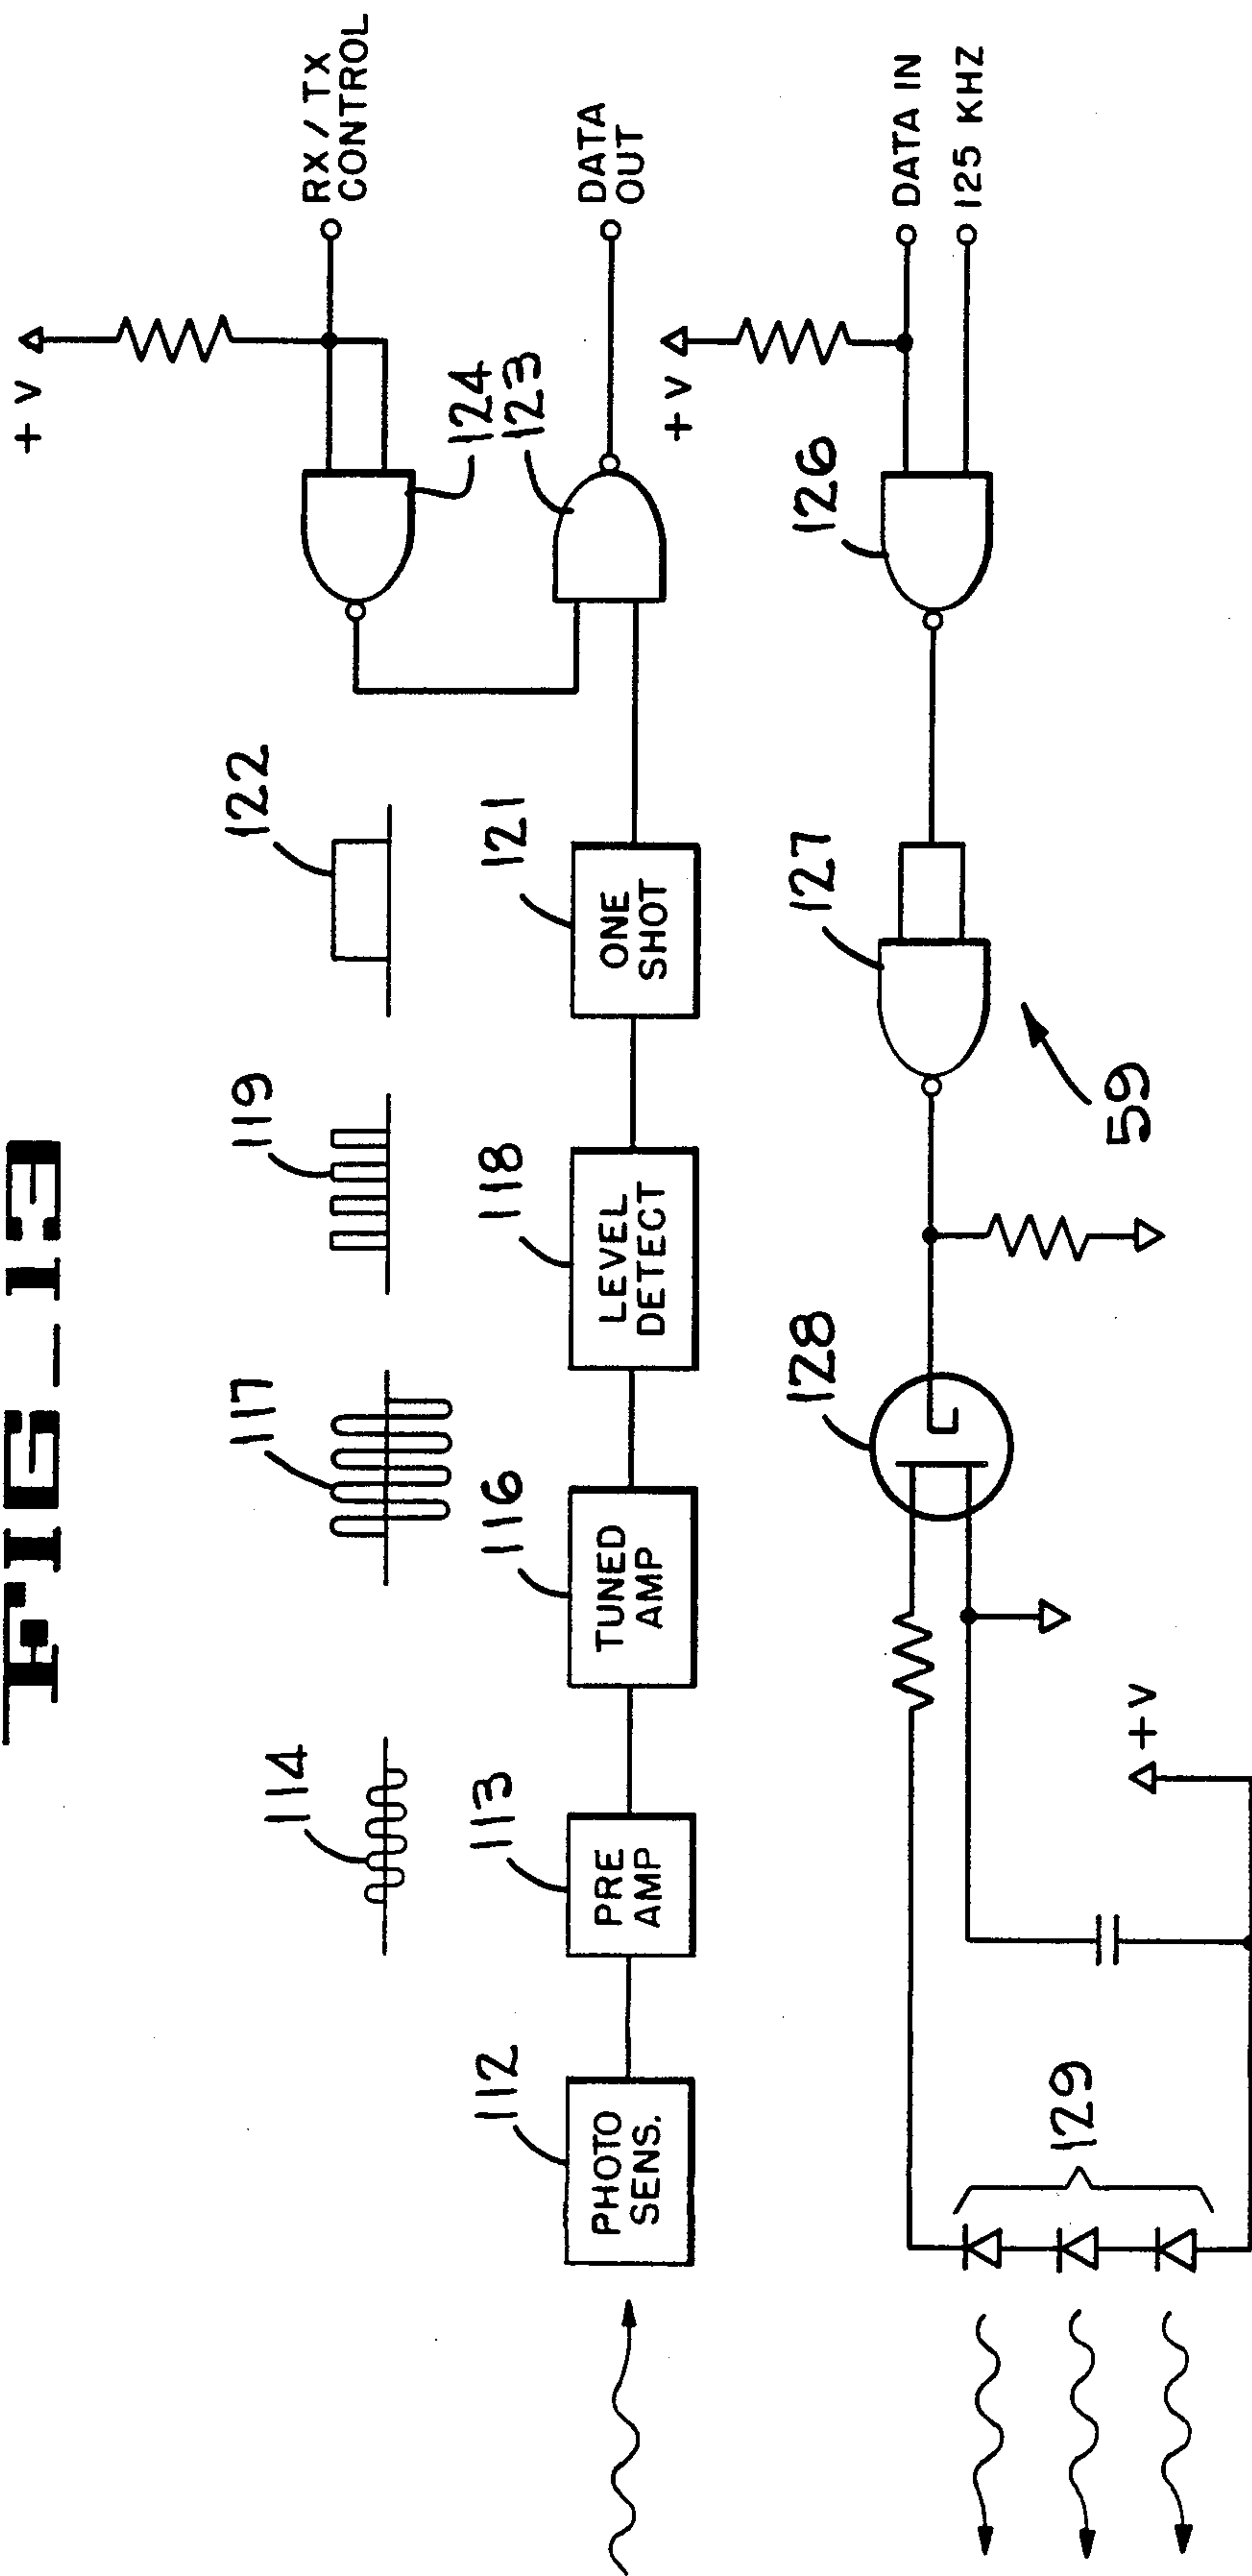 FIG_13
114
117
119
122
+V
RX / TX
CONTROL
124
123
112
PHOTO
SENS.
113
PRE
AMP
116
TUNED
AMP
118
LEVEL
DETECT
121
ONE
SHOT
DATA
OUT
+V
129
+V
128
127
126
DATA IN
125 KHZ
59